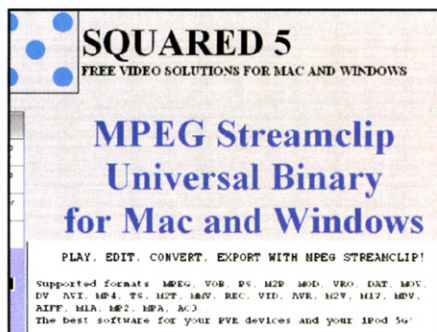 SQUARED 5
FREE VIDEO SOLUTIONS FOR MAC AND WINDOWS
MPEG Streamclip
Universal Binary
for Mac and Windows
PLAY, EDIT, CONVERT, EXPORT WITH MPEG STREAMCLIP!
Supported formats MPEG, VOB, PS, M2P MOD, VRO, DAT, MOV,
DV AVI, MP4, TS, M2T, MMV, REC, VID, AVR, M2V, M1V, MPV,
AIFF, M1A, MP2, MPA, AC3
The best software for your PVR devices and your iPod 5G!